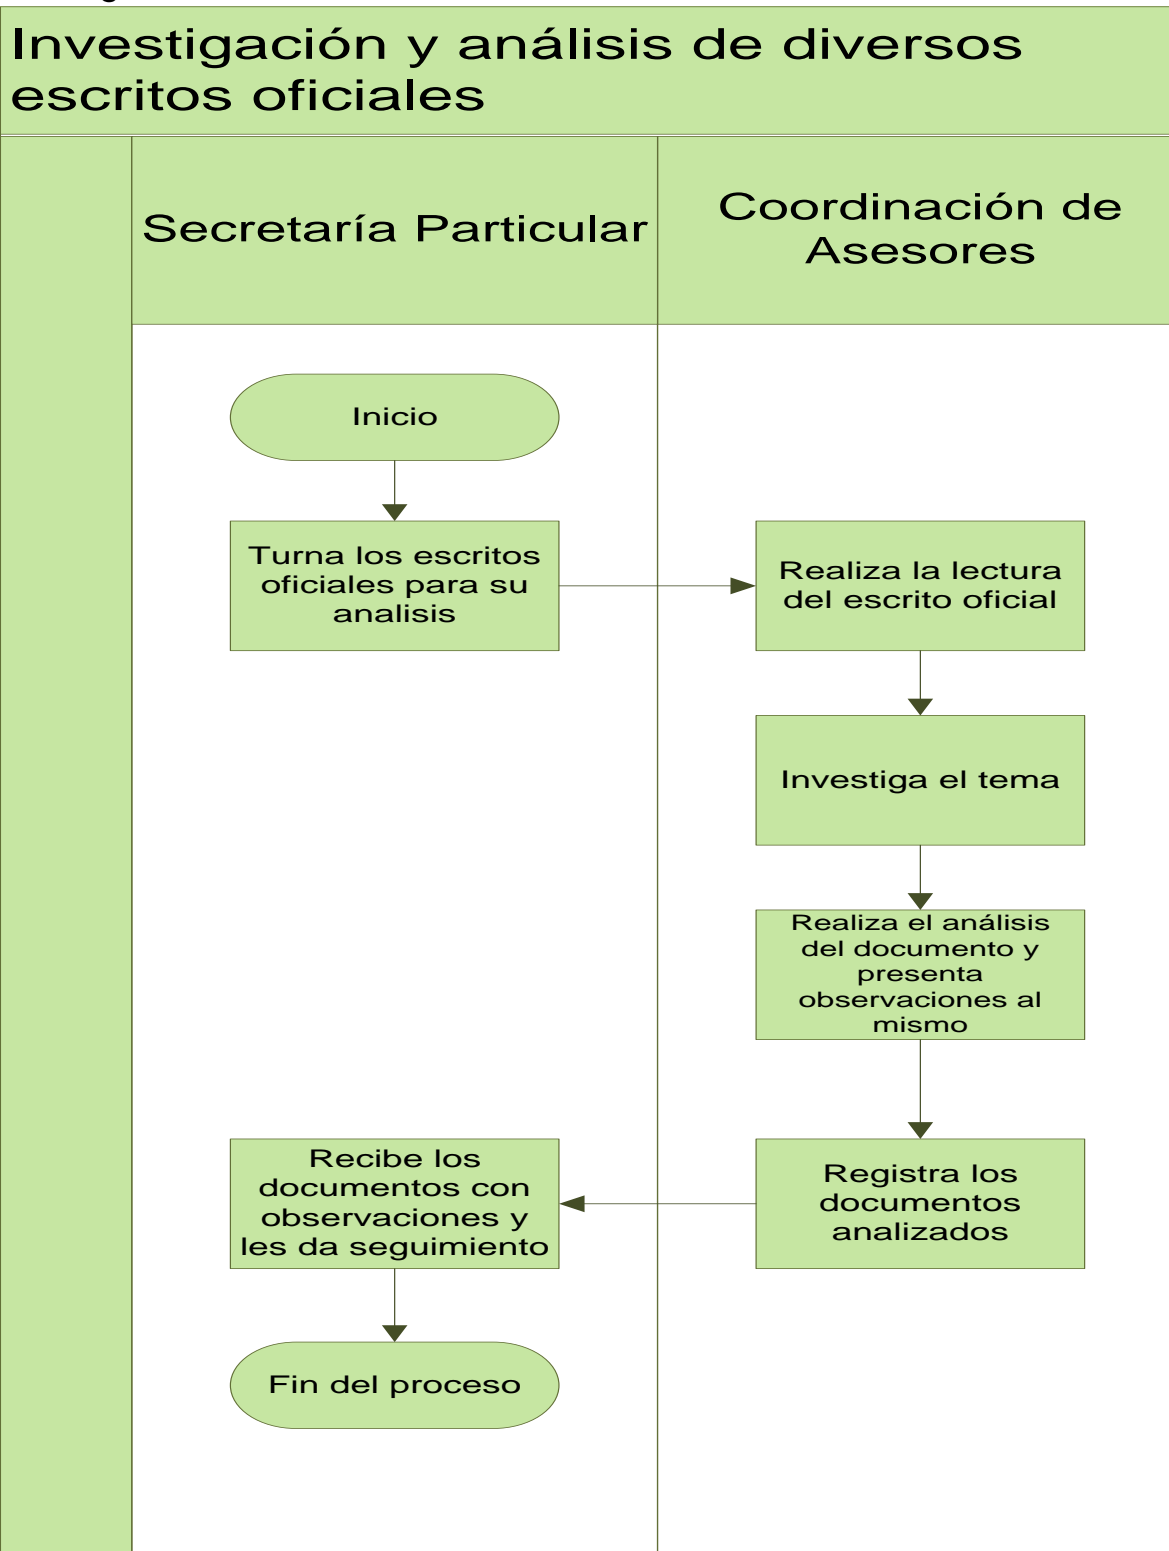 Investigación y análisis de diversos
escritos oficiales
Secretaría Particular
Coordinación de
Asesores
Inicio
Turna los escritos
oficiales para su
analisis
Realiza la lectura
del escrito oficial
Investiga el tema
Realiza el análisis
del documento y
presenta
observaciones al
mismo
Registra los
documentos
analizados
Recibe los
documentos con
observaciones y
les da seguimiento
Fin del proceso